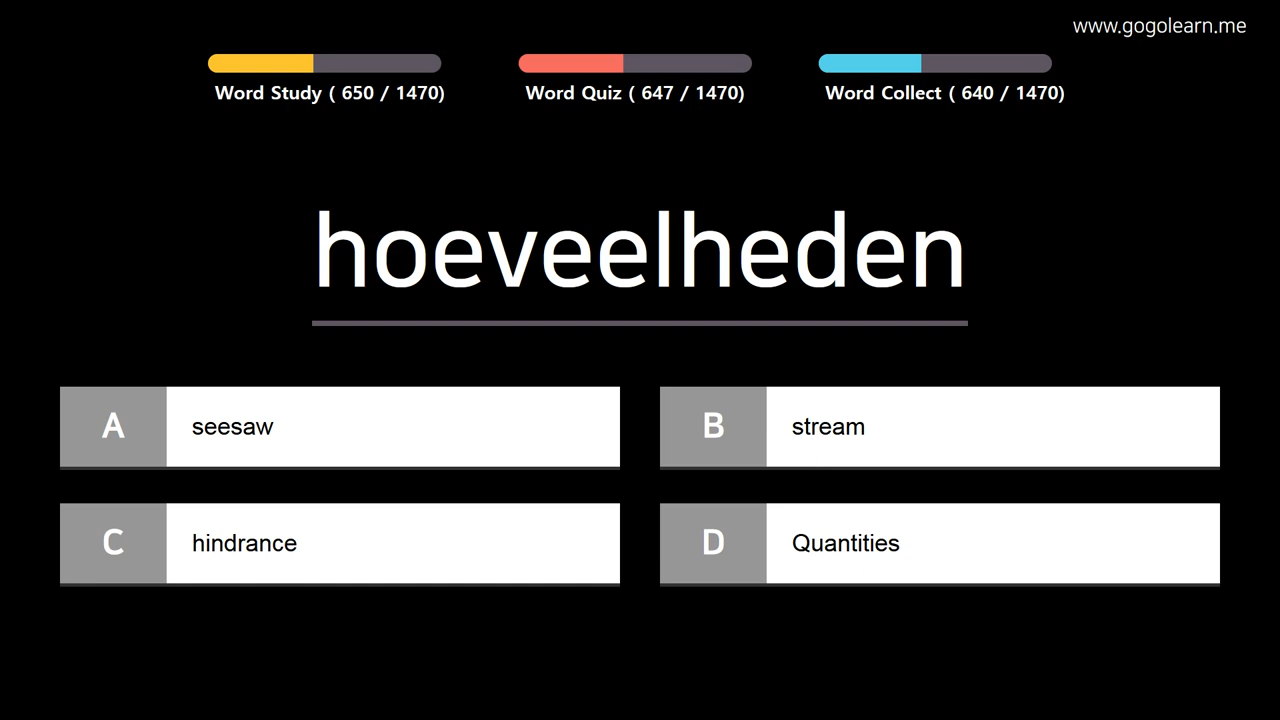 www.gogolearn.me
Word Study ( 650 / 1470)
Word Quiz ( 647 / 1470)
Word Collect ( 640 / 1470)
hoeveelheden
A
seesaw
B
stream
C
hindrance
D
Quantities